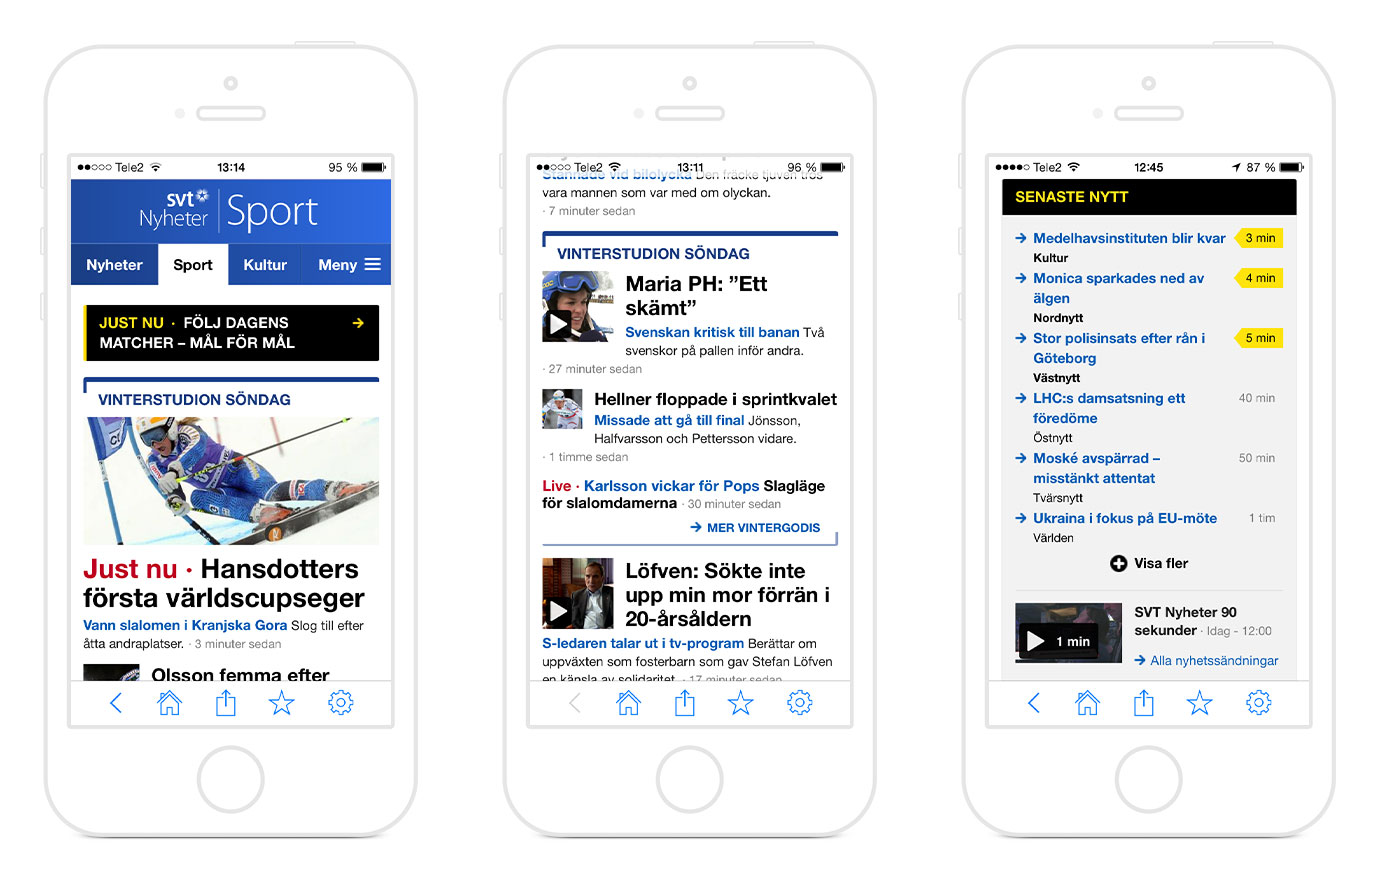 Tele2 13:14 95 %
svt
Nyheter Sport
Nyheter Sport Kultur Meny
JUST NU · FÖLJ DAGENS
MATCHER – MÅL FÖR MÅL
VINTERSTUDION SÖNDAG
Just nu · Hansdotters
första världscupseger
Vann slalomen i Kranjska Gora Slog till efter
åtta andraplatser. · 3 minuter sedan
Olsson femma efter
Tele2 13:11 96 %
Stannade vid bilolycka Den fräcke tjuven tros
vara mannen som var med om olyckan.
· 7 minuter sedan
VINTERSTUDION SÖNDAG
Maria PH: ”Ett
skämt”
Svenskan kritisk till banan Två
svenskor på pallen inför andra.
· 27 minuter sedan
Hellner floppade i sprintkvalet
Missade att gå till final Jönsson,
Halfvarsson och Pettersson vidare.
· 1 timme sedan
Live · Karlsson vickar för Pops Slagläge
för slalomdamerna · 30 minuter sedan
MER VINTERGODIS
Löfven: Sökte inte
upp min mor förrän i
20-årsåldern
S-ledaren talar ut i tv-program Berättar om
uppväxten som fosterbarn som gav Stefan Löfven
en känsla av solidaritet. · 17 minuter sedan
Tele2 12:45 87 %
SENASTE NYTT
Medelhavsinstituten blir kvar 3 min
Kultur
Monica sparkades ned av 4 min
älgen
Nordnytt
Stor polisinsats efter rån i 5 min
Göteborg
Västnytt
LHC:s damsatsning ett 40 min
föredöme
Östnytt
Moské avspärrad – 50 min
misstänkt attentat
Tvärsnytt
Ukraina i fokus på EU-möte 1 tim
Världen
Visa fler
1 min
SVT Nyheter 90
sekunder · Idag - 12:00
Alla nyhetssändningar